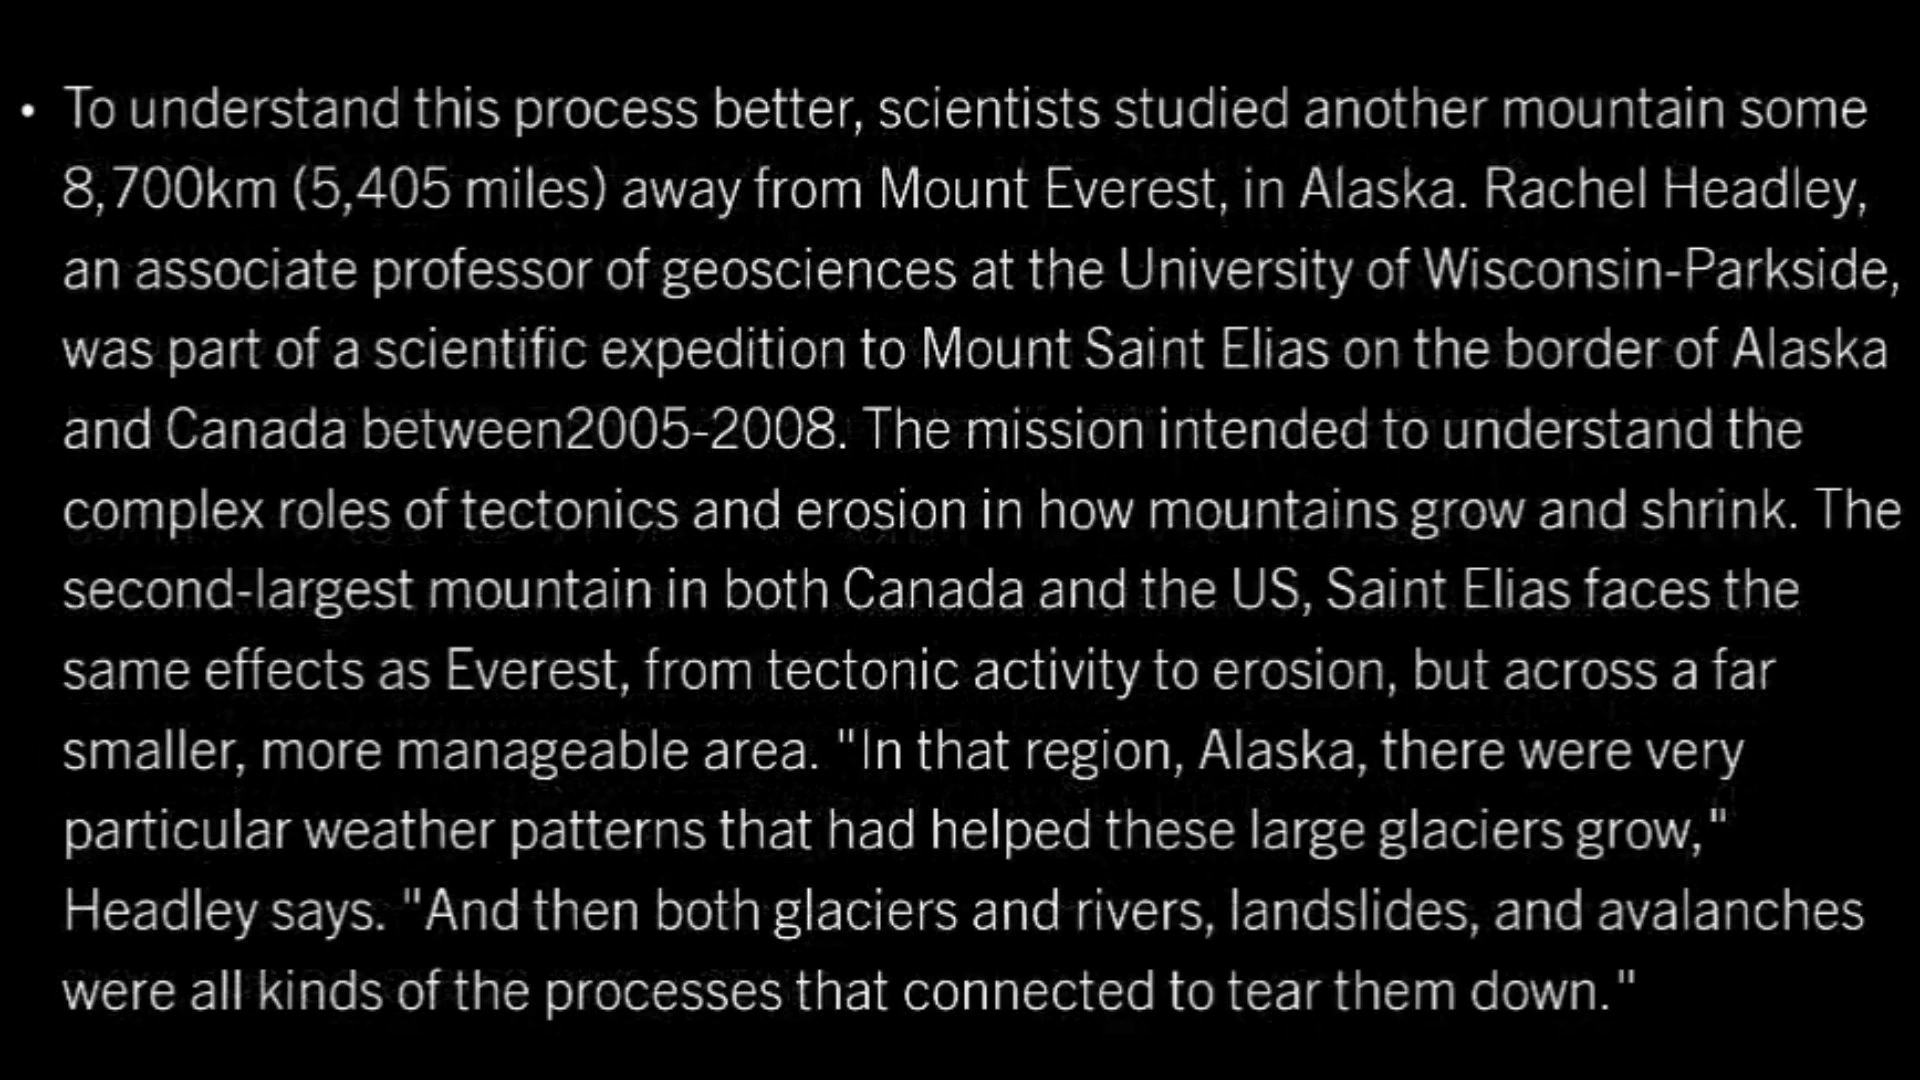 • To understand this process better, scientists studied another mountain some
8,700km (5,405 miles) away from Mount Everest, in Alaska. Rachel Headley,
an associate professor of geosciences at the University of Wisconsin-Parkside,
was part of a scientific expedition to Mount Saint Elias on the border of Alaska
and Canada between2005-2008. The mission intended to understand the
complex roles of tectonics and erosion in how mountains grow and shrink. The
second-largest mountain in both Canada and the US, Saint Elias faces the
same effects as Everest, from tectonic activity to erosion, but across a far
smaller, more manageable area. "In that region, Alaska, there were very
particular weather patterns that had helped these large glaciers grow,"
Headley says. "And then both glaciers and rivers, landslides, and avalanches
were all kinds of the processes that connected to tear them down."